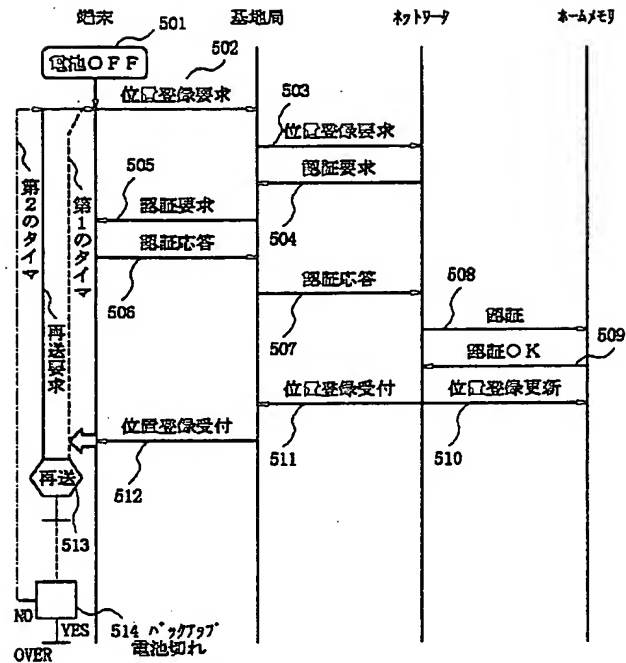 端末
基地局
ネットワーク
ホームメモリ
501
電池OFF
502
位置登録要求
503
位置登録要求
505
認証要求
認証要求
504
認証応答
506
認証応答
507
508
認証
509
認証OK
位置登録受付
位置登録更新
511
510
位置登録受付
512
第2のタイマ
第1のタイマ
再送要求
再送
513
NO
YES
514 バックアップ
電池切れ
OVER